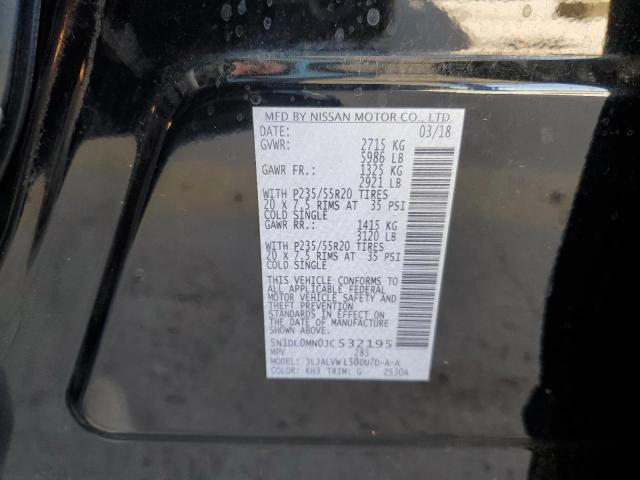 MFD BY NISSAN MOTOR CO., LTD.
DATE: 03/18
GVWR: 2715 KG
5986 LB
GAWR FR.: 1325 KG
2921 LB
WITH P235/55R20 TIRES
20 X 7.5 RIMS AT 35 PSI
COLD SINGLE
GAWR RR.: 1415 KG
3120 LB
WITH P235/55R20 TIRES
20 X 7.5 RIMS AT 35 PSI
COLD SINGLE
THIS VEHICLE CONFORMS TO
ALL APPLICABLE FEDERAL
MOTOR VEHICLE SAFETY AND
THEFT PREVENTION
STANDARDS IN EFFECT ON
THE DATE OF MANUFACTURE
SHOWN ABOVE.
5N1DL0MN0JC532195
MPV 285
JLJALVWL50OU7D-A-A
COLOR: KH3 TRIM: G 2530A